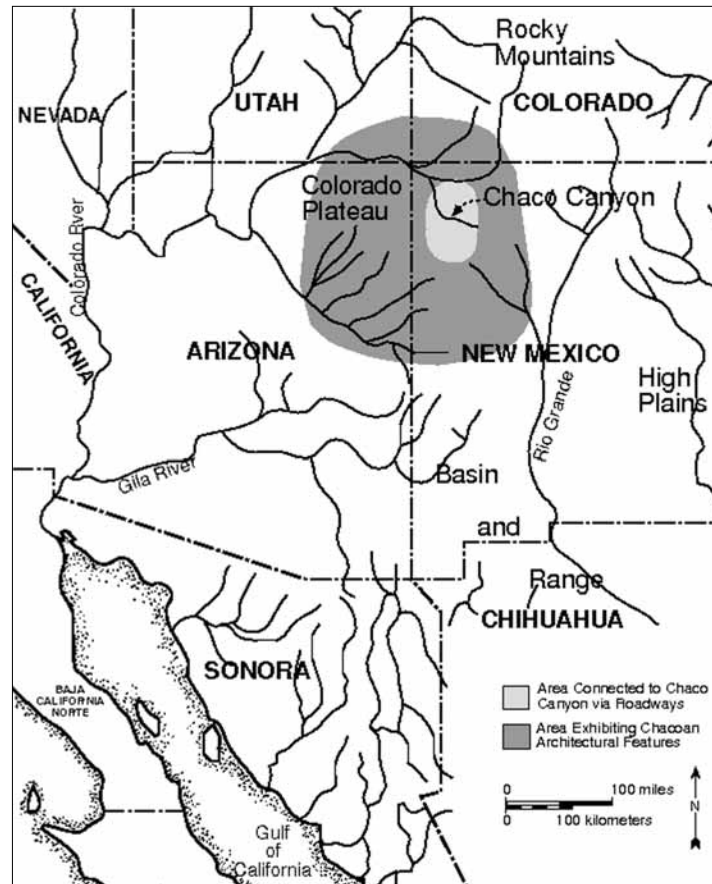 Rocky
Mountains
NEVADA
UTAH
COLORADO
Colorado
Plateau
Chaco Canyon
Colorado River
CALIFORNIA
ARIZONA
NEW MEXICO
High
Plains
Rio Grande
Gila River
Basin
and
Range
CHIHUAHUA
SONORA
BAJA
CALIFORNIA
NORTE
Area Connected to Chaco
Canyon via Roadways
Area Exhibiting Chacoan
Architectural Features
0 100 miles
0 100 kilometers
N
Gulf
of
California